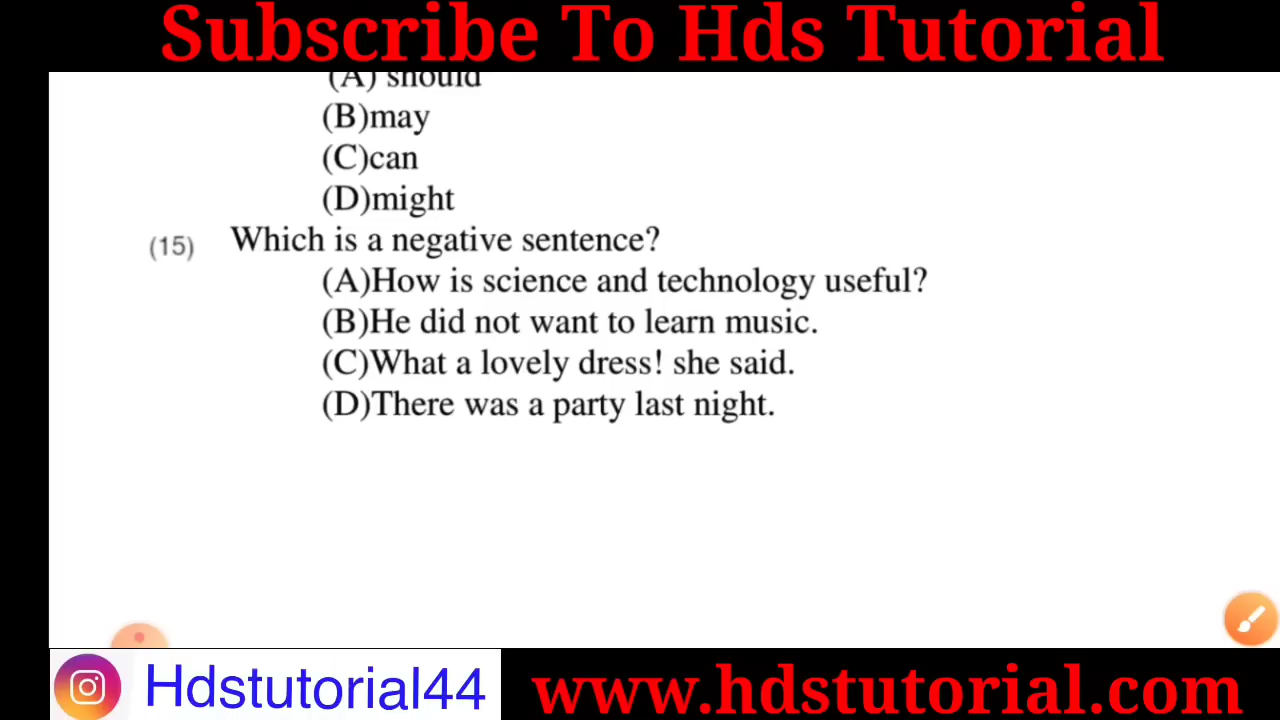 Subscribe To Hds Tutorial
(A) should
(B)may
(C)can
(D)might
(15) Which is a negative sentence?
(A)How is science and technology useful?
(B)He did not want to learn music.
(C)What a lovely dress! she said.
(D)There was a party last night.
Hdstutorial44 www.hdstutorial.com